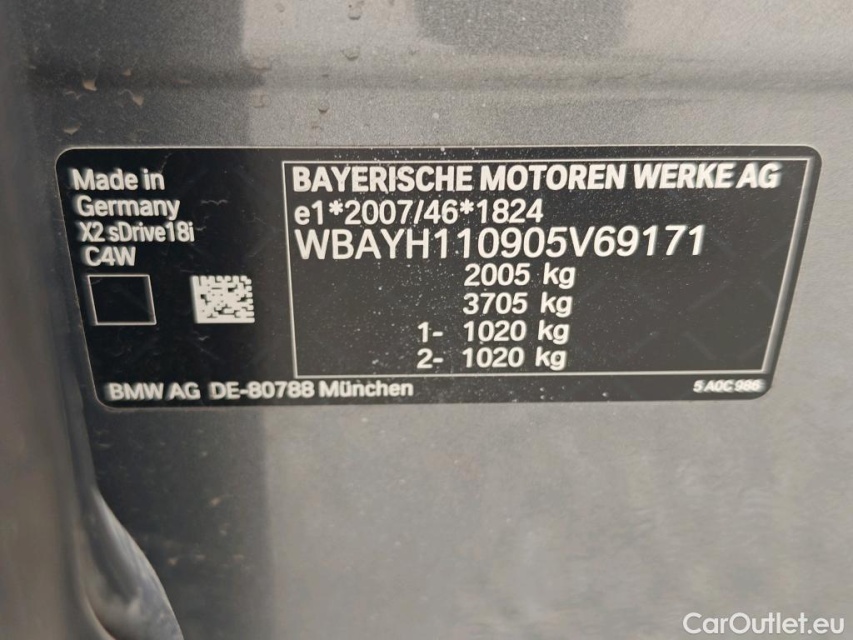 Made in
Germany
X2 sDrive18i
C4W
BAYERISCHE MOTOREN WERKE AG
e1*2007/46*1824
WBAYH110905V69171
2005 kg
3705 kg
1- 1020 kg
2- 1020 kg
BMW AG DE-80788 München
5 A0C 986
CarOutlet.eu